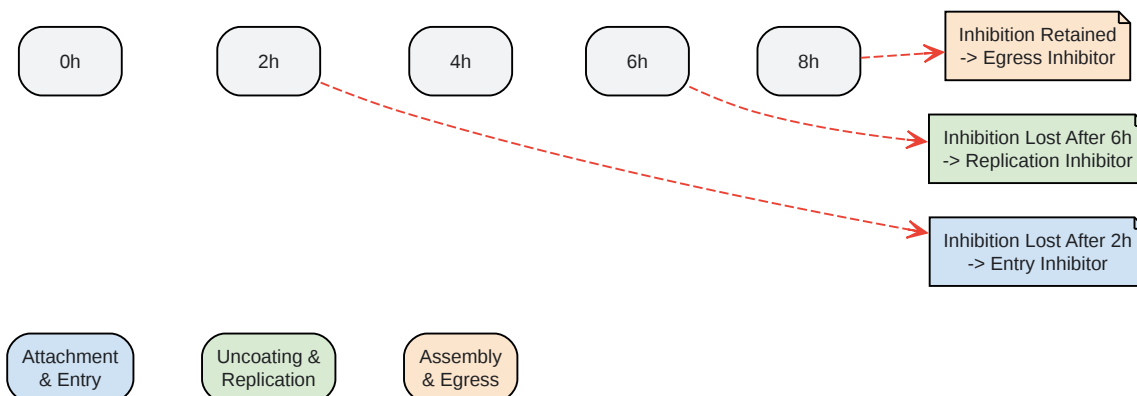 0h
2h
4h
6h
8h
Inhibition Retained
-> Egress Inhibitor
Inhibition Lost After 6h
-> Replication Inhibitor
Inhibition Lost After 2h
-> Entry Inhibitor
Attachment
& Entry
Uncoating &
Replication
Assembly
& Egress